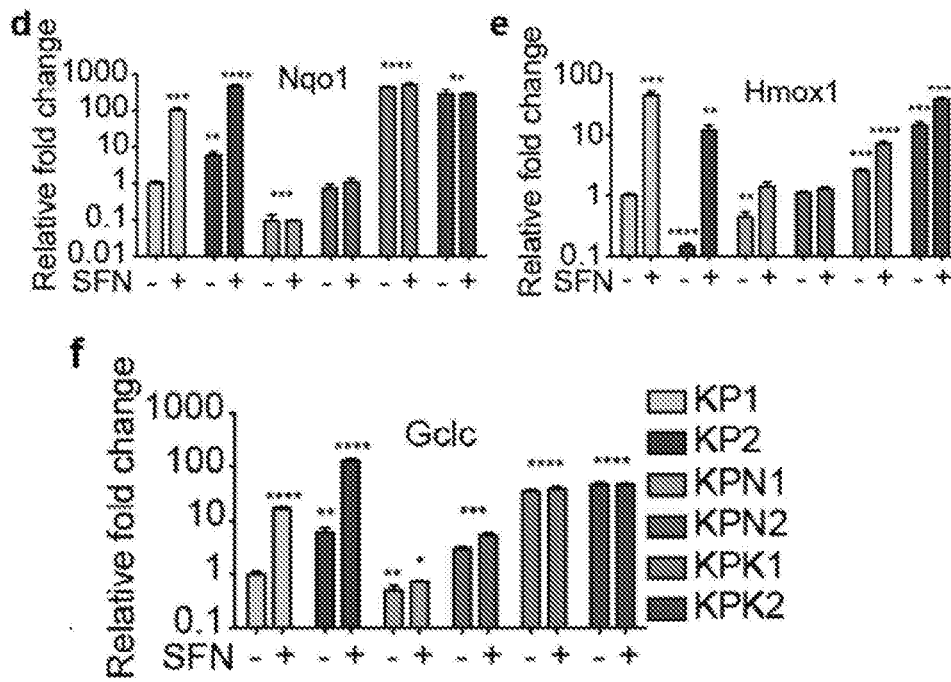 d
Nqo1
Relative fold change
1000
100
10
1
0.1
0.01
*** ** **** *** **** **
SFN - + - + - + - + - + - +
e
Hmox1
Relative fold change
100
10
1
0.1
SFN - + - + - + - + - + - +
f
Gclc
Relative fold change
1000
100
10
1
0.1
**** ** **** ** * *** **** ****
SFN - + - + - + - + - + - +
KP1
KP2
KPN1
KPN2
KPK1
KPK2